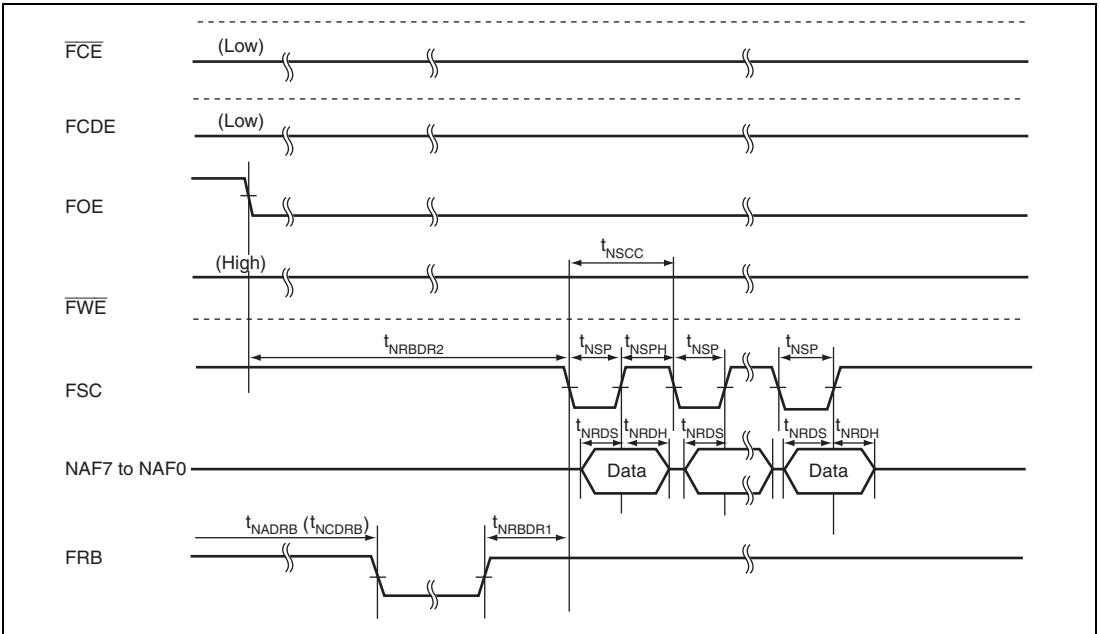 FCE (Low)
FCDE (Low)
FOE
(High)
FWE
tNSCC
tNRBDR2 tNSP tNSPH tNSP tNSP
FSC
tNRDS tNRDH tNRDS tNRDS tNRDH
NAF7 to NAF0 Data Data
tNADRB (tNCDRB) tNRBDR1
FRB